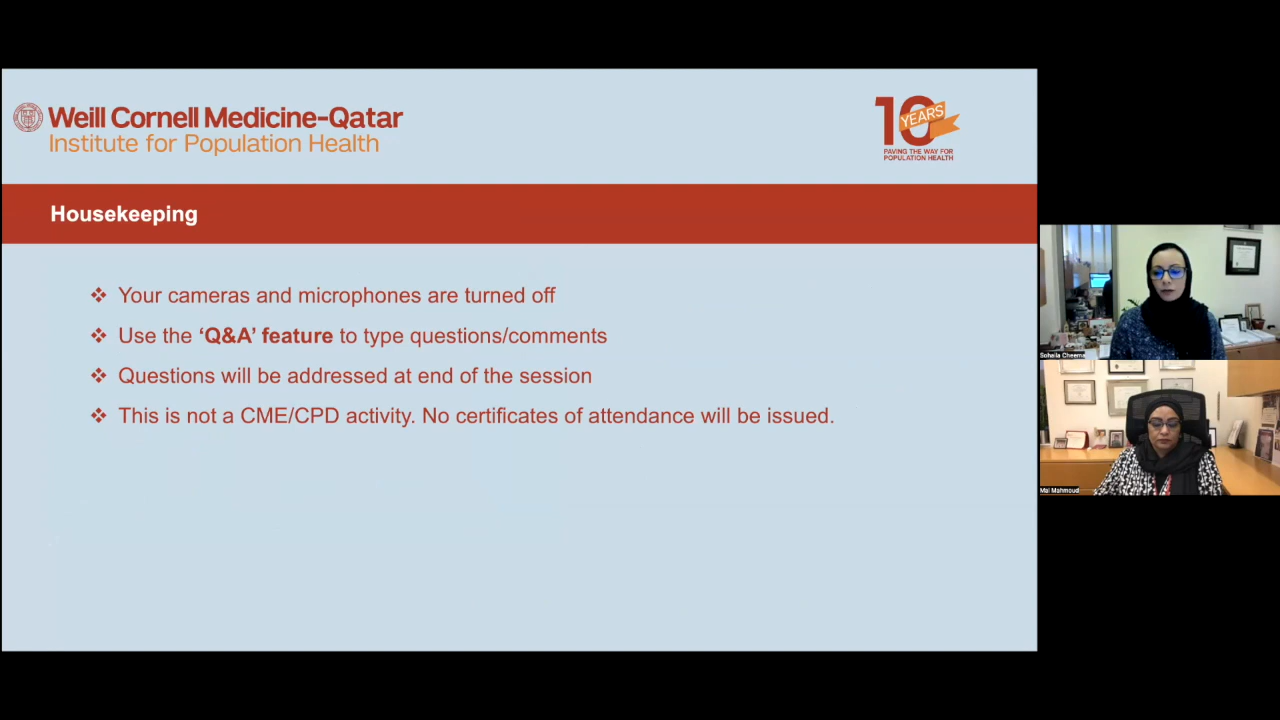 Weill Cornell Medicine-Qatar
Institute for Population Health
10
YEARS
PAVING THE WAY FOR
POPULATION HEALTH
Housekeeping
❖ Your cameras and microphones are turned off
❖ Use the ‘Q&A’ feature to type questions/comments
❖ Questions will be addressed at end of the session
❖ This is not a CME/CPD activity. No certificates of attendance will be issued.
Sohaila Cheema
Mai Mahmoud